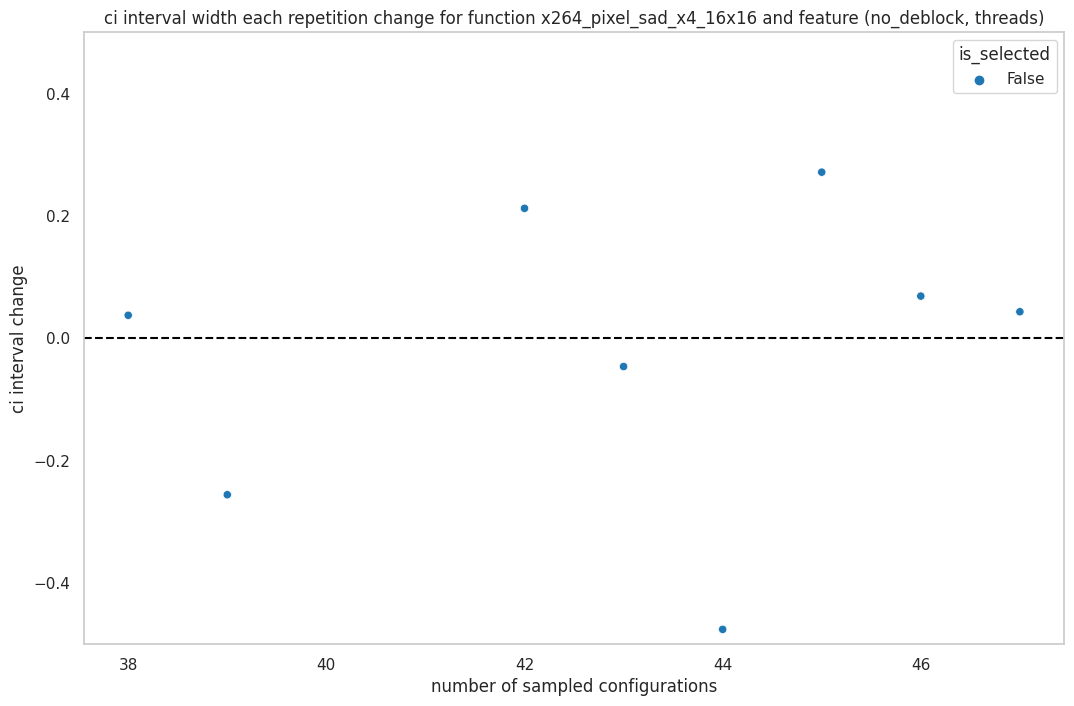 ci interval width each repetition change for function x264_pixel_sad_x4_16x16 and feature (no_deblock, threads)
is_selected
False
0.4
0.2
0.0
−0.2
−0.4
ci interval change
38
40
42
44
46
number of sampled configurations